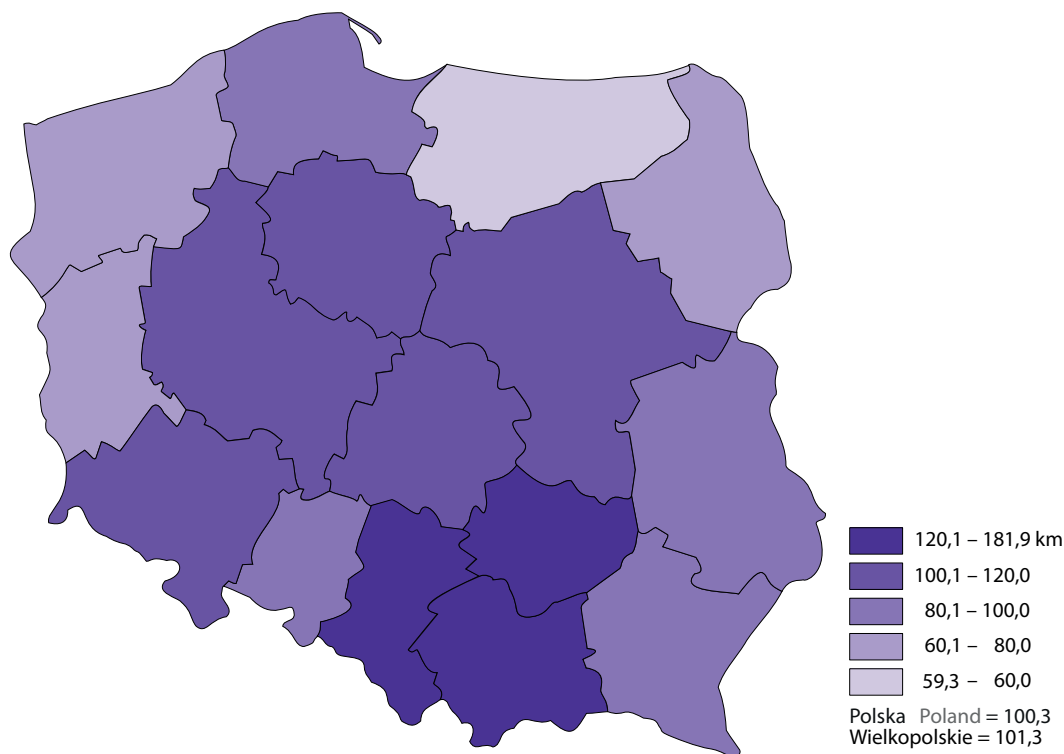 120,1 – 181,9 km
100,1 – 120,0
80,1 – 100,0
60,1 – 80,0
59,3 – 60,0
Polska Poland = 100,3
Wielkopolskie = 101,3